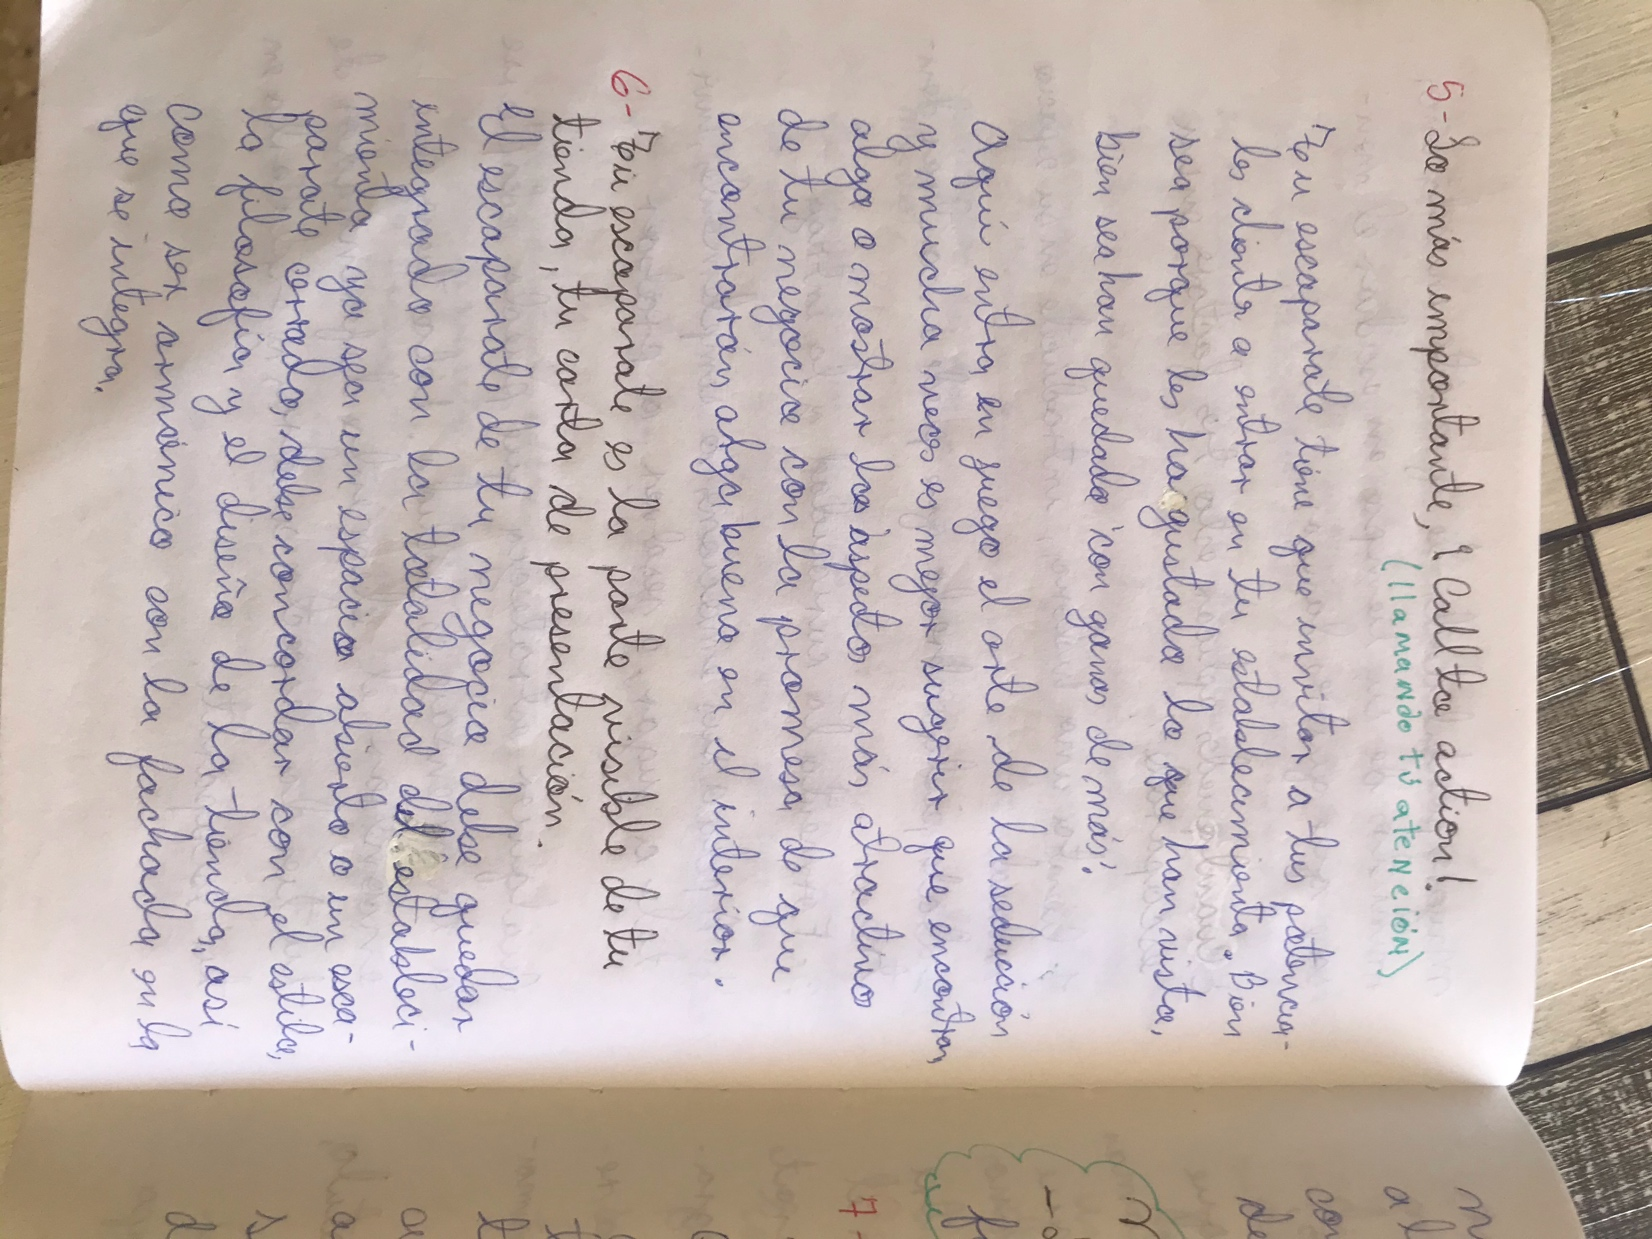 5- Lo más importante, ¡Call to action!
(llamando tu atención)
Tu escaparate tiene que invitar a tus potencia-
les clients a entrar en tu establecimiento. Bien
sea porque les ha gustado lo que han visto,
bien sea han quedado "con ganas de más".
Aquí entra en juego el arte de la seducción
y muchas veces es mejor sugerir que encontrar
algo o mostrar los aspectos más atractivos
de tu negocio con la promesa de que
encontrarán algo bueno en el interior.
6- Tu escaparate es la parte visible de tu
tienda, tu carta de presentación.
El escaparate de tu negocio debe quedar
integrado con la totalidad del estableci-
miento ya sea un espacio abierto o un esca-
parate cerrado, debe concordar con el estilo,
la filosofía y el diseño de la tienda, así
como ser armónico con la fachada en la
que se integra.
7-